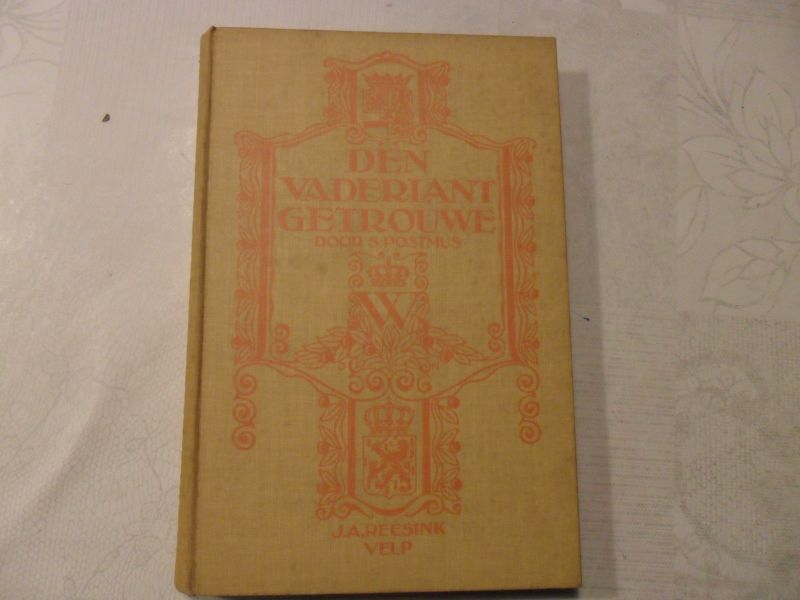 DEN
VADERLANT
GETROUWE
DOOR S. POSTMUS
W
J.A. REESINK
VELP